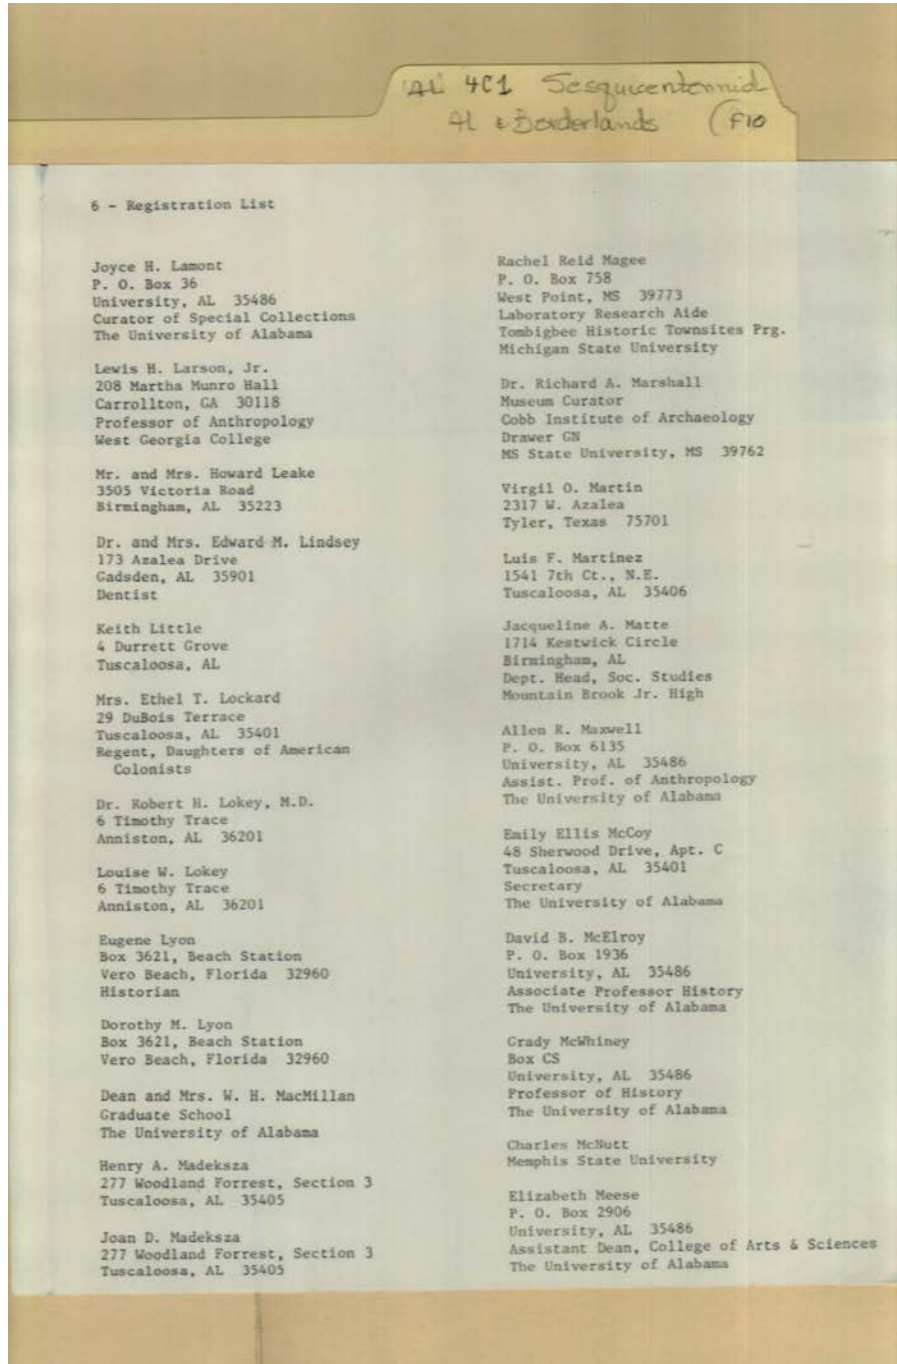 AL 401 Sesquicentennial
AL & Borderlands (F10
6 - Registration List
Joyce H. Lamont
P. O. Box 36
University, AL 35486
Curator of Special Collections
The University of Alabama
Lewis H. Larson, Jr.
208 Martha Munro Hall
Carrollton, GA 30118
Professor of Anthropology
West Georgia College
Mr. and Mrs. Howard Leake
3505 Victoria Road
Birmingham, AL 35223
Dr. and Mrs. Edward M. Lindsey
173 Azalea Drive
Gadsden, AL 35901
Dentist
Keith Little
4 Durrett Grove
Tuscaloosa, AL
Mrs. Ethel T. Lockard
29 DuBois Terrace
Tuscaloosa, AL 35401
Regent, Daughters of American
Colonists
Dr. Robert H. Lokey, M.D.
6 Timothy Trace
Anniston, AL 36201
Louise W. Lokey
6 Timothy Trace
Anniston, AL 36201
Eugene Lyon
Box 3621, Beach Station
Vero Beach, Florida 32960
Historian
Dorothy M. Lyon
Box 3621, Beach Station
Vero Beach, Florida 32960
Dean and Mrs. W. H. MacMillan
Graduate School
The University of Alabama
Henry A. Madeksza
277 Woodland Forrest, Section 3
Tuscaloosa, AL 35405
Joan D. Madeksza
277 Woodland Forrest, Section 3
Tuscaloosa, AL 35405
Rachel Reid Magee
P. O. Box 758
West Point, MS 39773
Laboratory Research Aide
Tombigbee Historic Townsites Prg.
Michigan State University
Dr. Richard A. Marshall
Museum Curator
Cobb Institute of Archaeology
Drawer GN
MS State University, MS 39762
Virgil O. Martin
2317 W. Azalea
Tyler, Texas 75701
Luis F. Martinez
1541 7th Ct., N.E.
Tuscaloosa, AL 35406
Jacqueline A. Matte
1714 Kestwick Circle
Birmingham, AL
Dept. Head, Soc. Studies
Mountain Brook Jr. High
Allen R. Maxwell
P. O. Box 6135
University, AL 35486
Assist. Prof. of Anthropology
The University of Alabama
Emily Ellis McCoy
48 Sherwood Drive, Apt. C
Tuscaloosa, AL 35401
Secretary
The University of Alabama
David B. McElroy
P. O. Box 1936
University, AL 35486
Associate Professor History
The University of Alabama
Grady McWhiney
Box CS
University, AL 35486
Professor of History
The University of Alabama
Charles McNutt
Memphis State University
Elizabeth Meese
P. O. Box 2906
University, AL 35486
Assistant Dean, College of Arts & Sciences
The University of Alabama